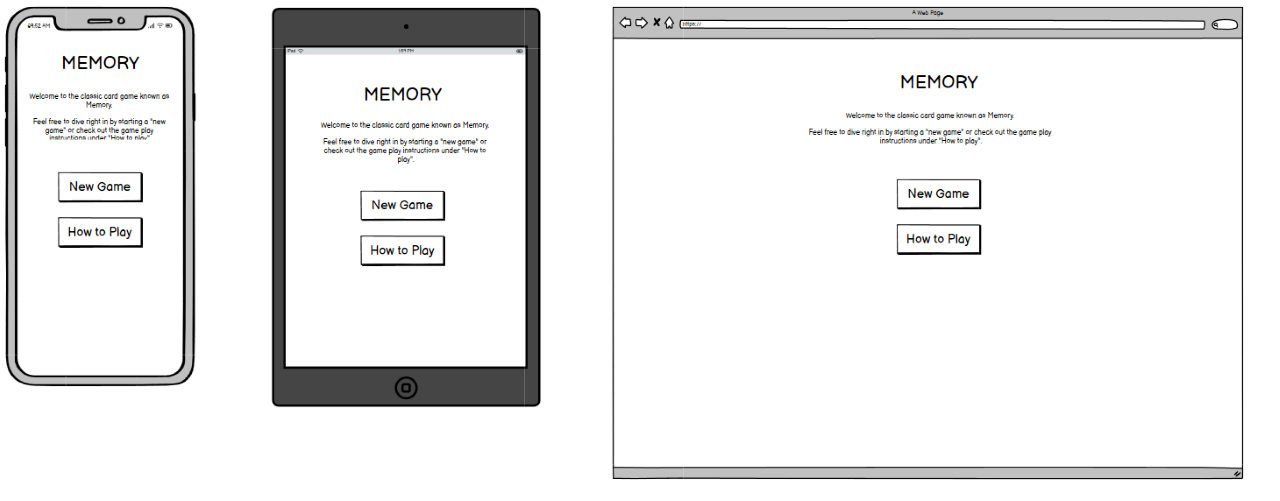 09:52 AM
MEMORY
Welcome to the classic card game known as
Memory.
Feel free to dive right in by starting a "new
game" or check out the game play
instructions under "How to play"
New Game
How to Play
iPad
1:09 PM
MEMORY
Welcome to the classic card game known as Memory.
Feel free to dive right in by starting a "new game" or
check out the game play instructions under "How to
play".
New Game
How to Play
A Web Page
https://
MEMORY
Welcome to the classic card game known as Memory.
Feel free to dive right in by starting a "new game" or check out the game play
instructions under "How to play".
New Game
How to Play